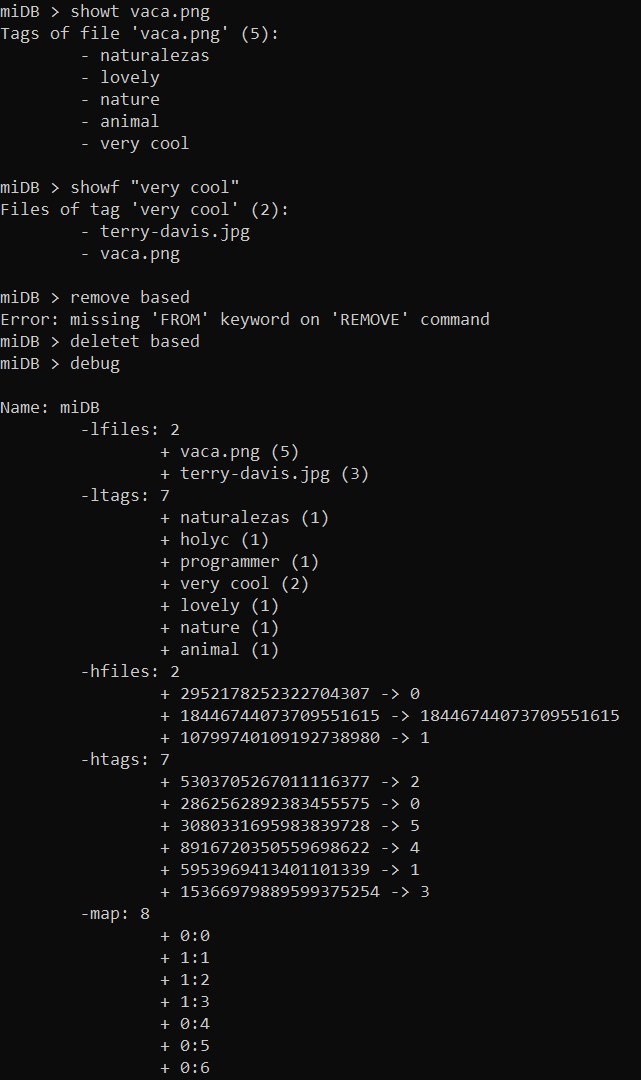 miDB > showt vaca.png
Tags of file 'vaca.png' (5):
- naturalezas
- lovely
- nature
- animal
- very cool
miDB > showf "very cool"
Files of tag 'very cool' (2):
- terry-davis.jpg
- vaca.png
miDB > remove based
Error: missing 'FROM' keyword on 'REMOVE' command
miDB > deletet based
miDB > debug
Name: miDB
-lfiles: 2
+ vaca.png (5)
+ terry-davis.jpg (3)
-ltags: 7
+ naturalezas (1)
+ holyc (1)
+ programmer (1)
+ very cool (2)
+ lovely (1)
+ nature (1)
+ animal (1)
-hfiles: 2
+ 2952178252322704307 -> 0
+ 18446744073709551615 -> 18446744073709551615
+ 10799740109192738980 -> 1
-htags: 7
+ 5303705267011116377 -> 2
+ 2862562892383455575 -> 0
+ 3080331695983839728 -> 5
+ 8916720350559698622 -> 4
+ 5953969413401101339 -> 1
+ 15366979889599375254 -> 3
-map: 8
+ 0:0
+ 1:1
+ 1:2
+ 1:3
+ 0:4
+ 0:5
+ 0:6